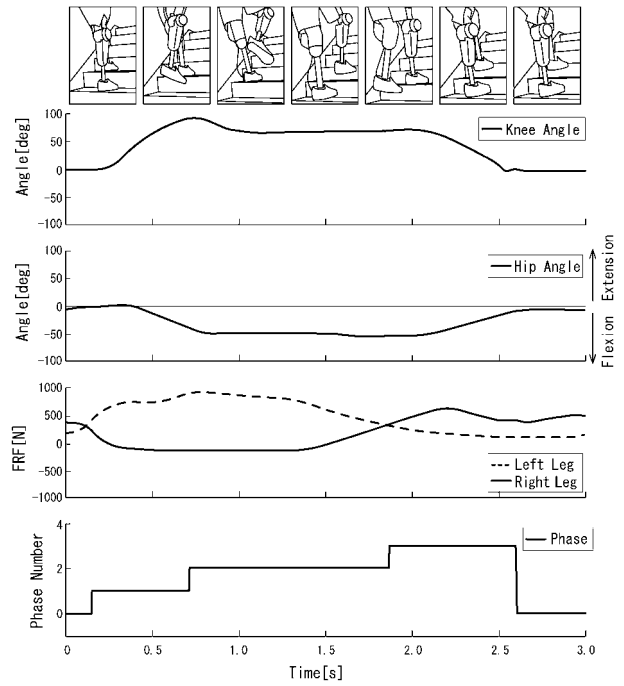 100
50
0
-50
-100
Angle[deg]
Knee Angle
100
50
0
-50
-100
Angle[deg]
Hip Angle
Extension
Flexion
1000
500
0
-500
-1000
FRF[N]
Left Leg
Right Leg
4
2
0
Phase Number
Phase
0 0.5 1.0 1.5 2.0 2.5 3.0
Time[s]